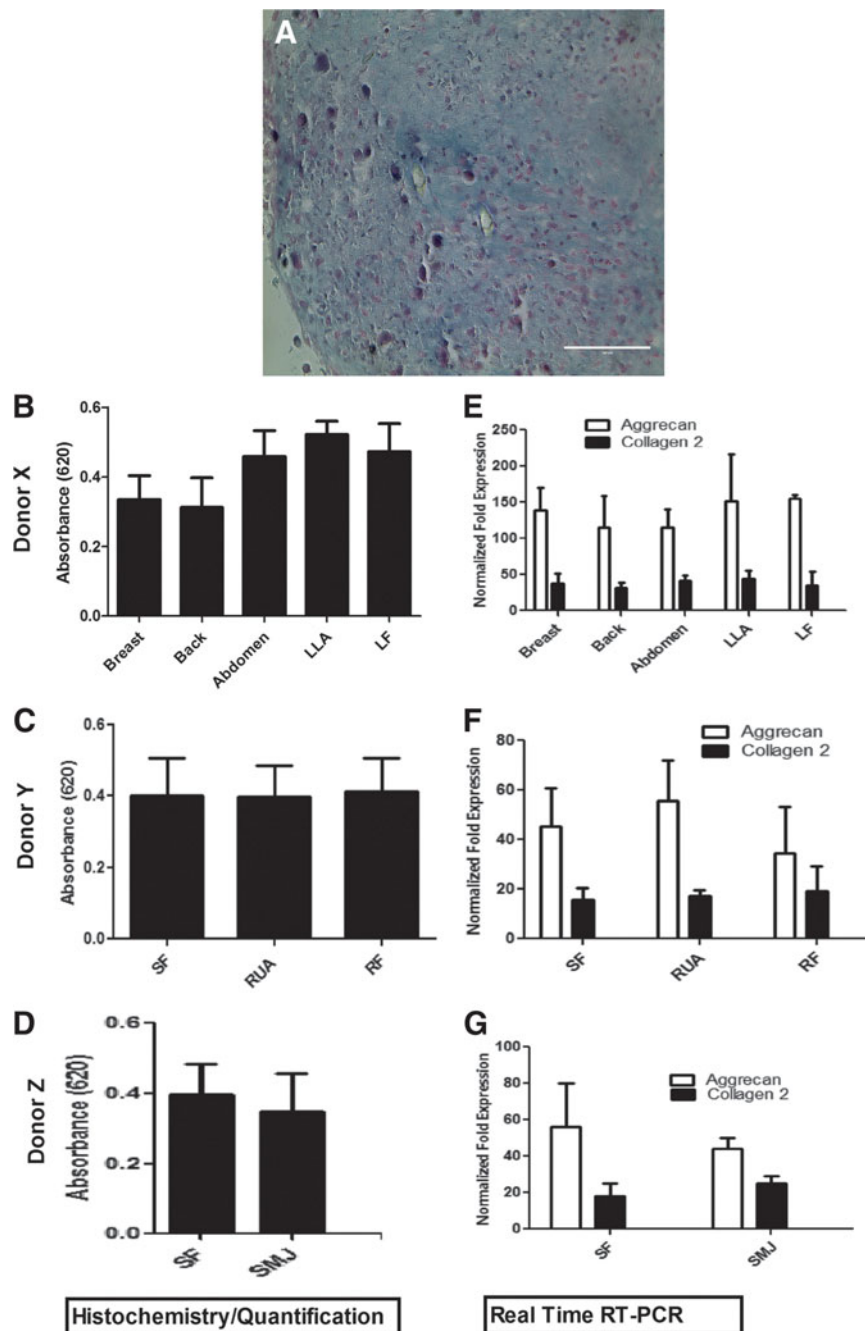 A
B
Donor X
Absorbance (620)
0.6
0.4
0.2
0.0
Breast
Back
Abdomen
LLA
LF
E
Aggrecan
Collagen 2
Normalized Fold Expression
250
200
150
100
50
0
Breast
Back
Abdomen
LLA
LF
C
Donor Y
Absorbance (620)
0.6
0.4
0.2
0.0
SF
RUA
RF
F
Aggrecan
Collagen 2
Normalized Fold Expression
80
60
40
20
0
SF
RUA
RF
D
Donor Z
Absorbance (620)
0.6
0.4
0.2
0.0
SF
SMJ
G
Aggrecan
Collagen 2
Normalized Fold Expression
100
80
60
40
20
0
SF
SMJ
Histochemistry/Quantification
Real Time RT-PCR